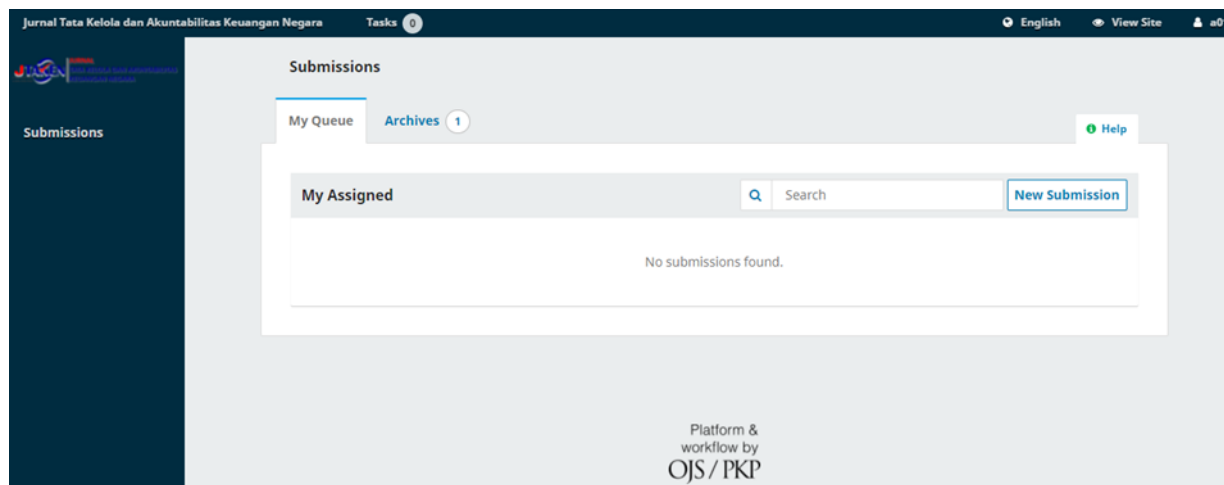 Jurnal Tata Kelola dan Akuntabilitas Keuangan Negara Tasks 0 English View Site a0
Submissions
My Queue Archives 1
Submissions
Help
My Assigned Search New Submission
No submissions found.
Platform &
workflow by
OJS / PKP